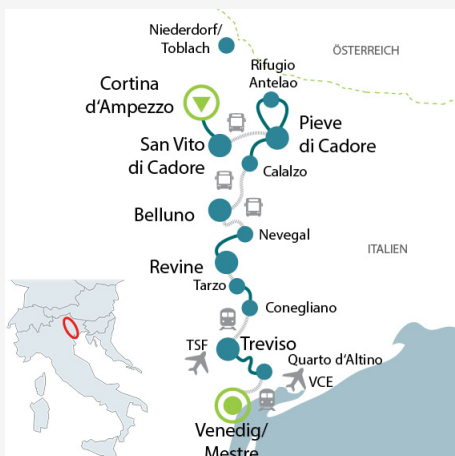 Niederdorf/
Toblach
ÖSTERREICH
Rifugio
Antelao
Cortina
d'Ampezzo
Pieve
di Cadore
San Vito
di Cadore
Calalzo
Belluno
Nevegal
ITALIEN
Revine
Tarzo
Conegliano
TSF
Treviso
Quarto d'Altino
VCE
Venedig/
Mestre